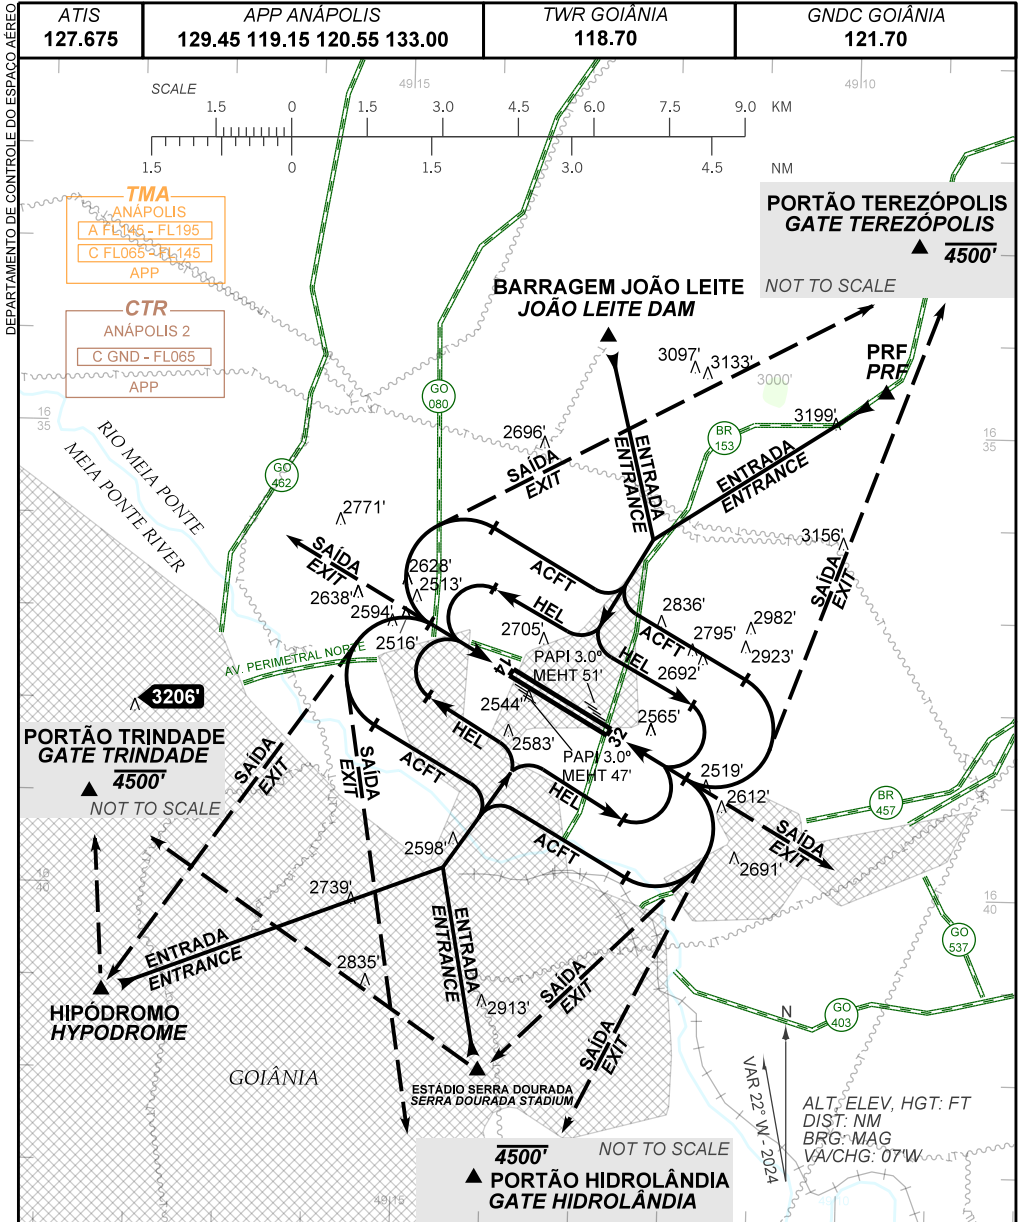 DEPARTAMENTO DE CONTROLE DO ESPAÇO AÉREO
ATIS
127.675
APP ANÁPOLIS
129.45 119.15 120.55 133.00
TWR GOIÂNIA
118.70
GNDC GOIÂNIA
121.70
49 15
49 10
SCALE
1.5 0 1.5 3.0 4.5 6.0 7.5 9.0 KM
1.5 0 1.5 3.0 4.5 NM
TMA
ANÁPOLIS
A FL145 - FL195
C FL065 - FL145
APP
CTR
ANÁPOLIS 2
C GND - FL065
APP
PORTÃO TEREZÓPOLIS
GATE TEREZÓPOLIS
4500'
NOT TO SCALE
BARRAGEM JOÃO LEITE
JOÃO LEITE DAM
3097'
3133'
3000'
PRF
PRF
3199'
GO
080
16
35
16
35
RIO MEIA PONTE
MEIA PONTE RIVER
GO
462
BR
153
2696'
SAÍDA
EXIT
ENTRADA
ENTRANCE
ENTRADA
ENTRANCE
2771'
3156'
SAÍDA
EXIT
SAÍDA
EXIT
2628'
2638'
2513'
2594'
2516'
ACFT
HEL
2705'
ACFT
HEL
2836'
2795'
2692'
2982'
2923'
AV. PERIMETRAL NORTE
PAPI 3.0°
MEHT 51'
14
32
2544'
2565'
2583'
PAPI 3.0°
MEHT 47'
3206'
PORTÃO TRINDADE
GATE TRINDADE
4500'
NOT TO SCALE
SAÍDA
EXIT
SAÍDA
EXIT
ACFT
HEL
HEL
ACFT
2519'
2612'
SAÍDA
EXIT
BR
457
2598'
2691'
16
40
16
40
2739'
ENTRADA
ENTRANCE
ENTRADA
ENTRANCE
GO
537
2835'
2913'
SAÍDA
EXIT
SAÍDA
EXIT
HIPÓDROMO
HYPODROME
GO
403
N
VAR 22° W - 2024
GOIÂNIA
ESTÁDIO SERRA DOURADA
SERRA DOURADA STADIUM
ALT, ELEV, HGT: FT
DIST: NM
BRG: MAG
VA/CHG: 07'W
4500'
NOT TO SCALE
PORTÃO HIDROLÂNDIA
GATE HIDROLÂNDIA
49 15
49 10